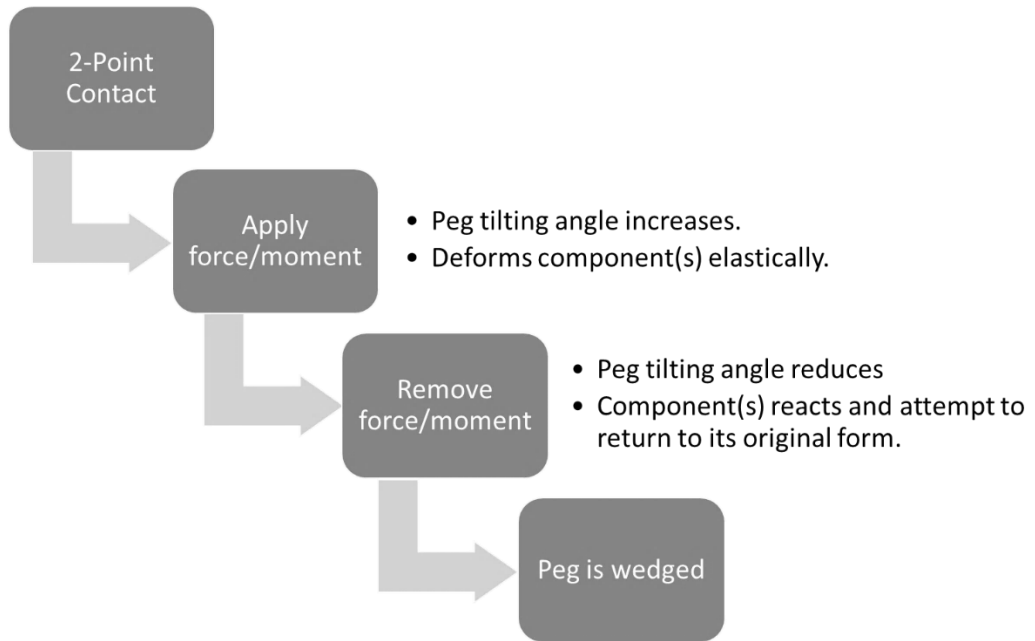 2-Point
Contact
Apply
force/moment
• Peg tilting angle increases.
• Deforms component(s) elastically.
Remove
force/moment
• Peg tilting angle reduces
• Component(s) reacts and attempt to
return to its original form.
Peg is wedged